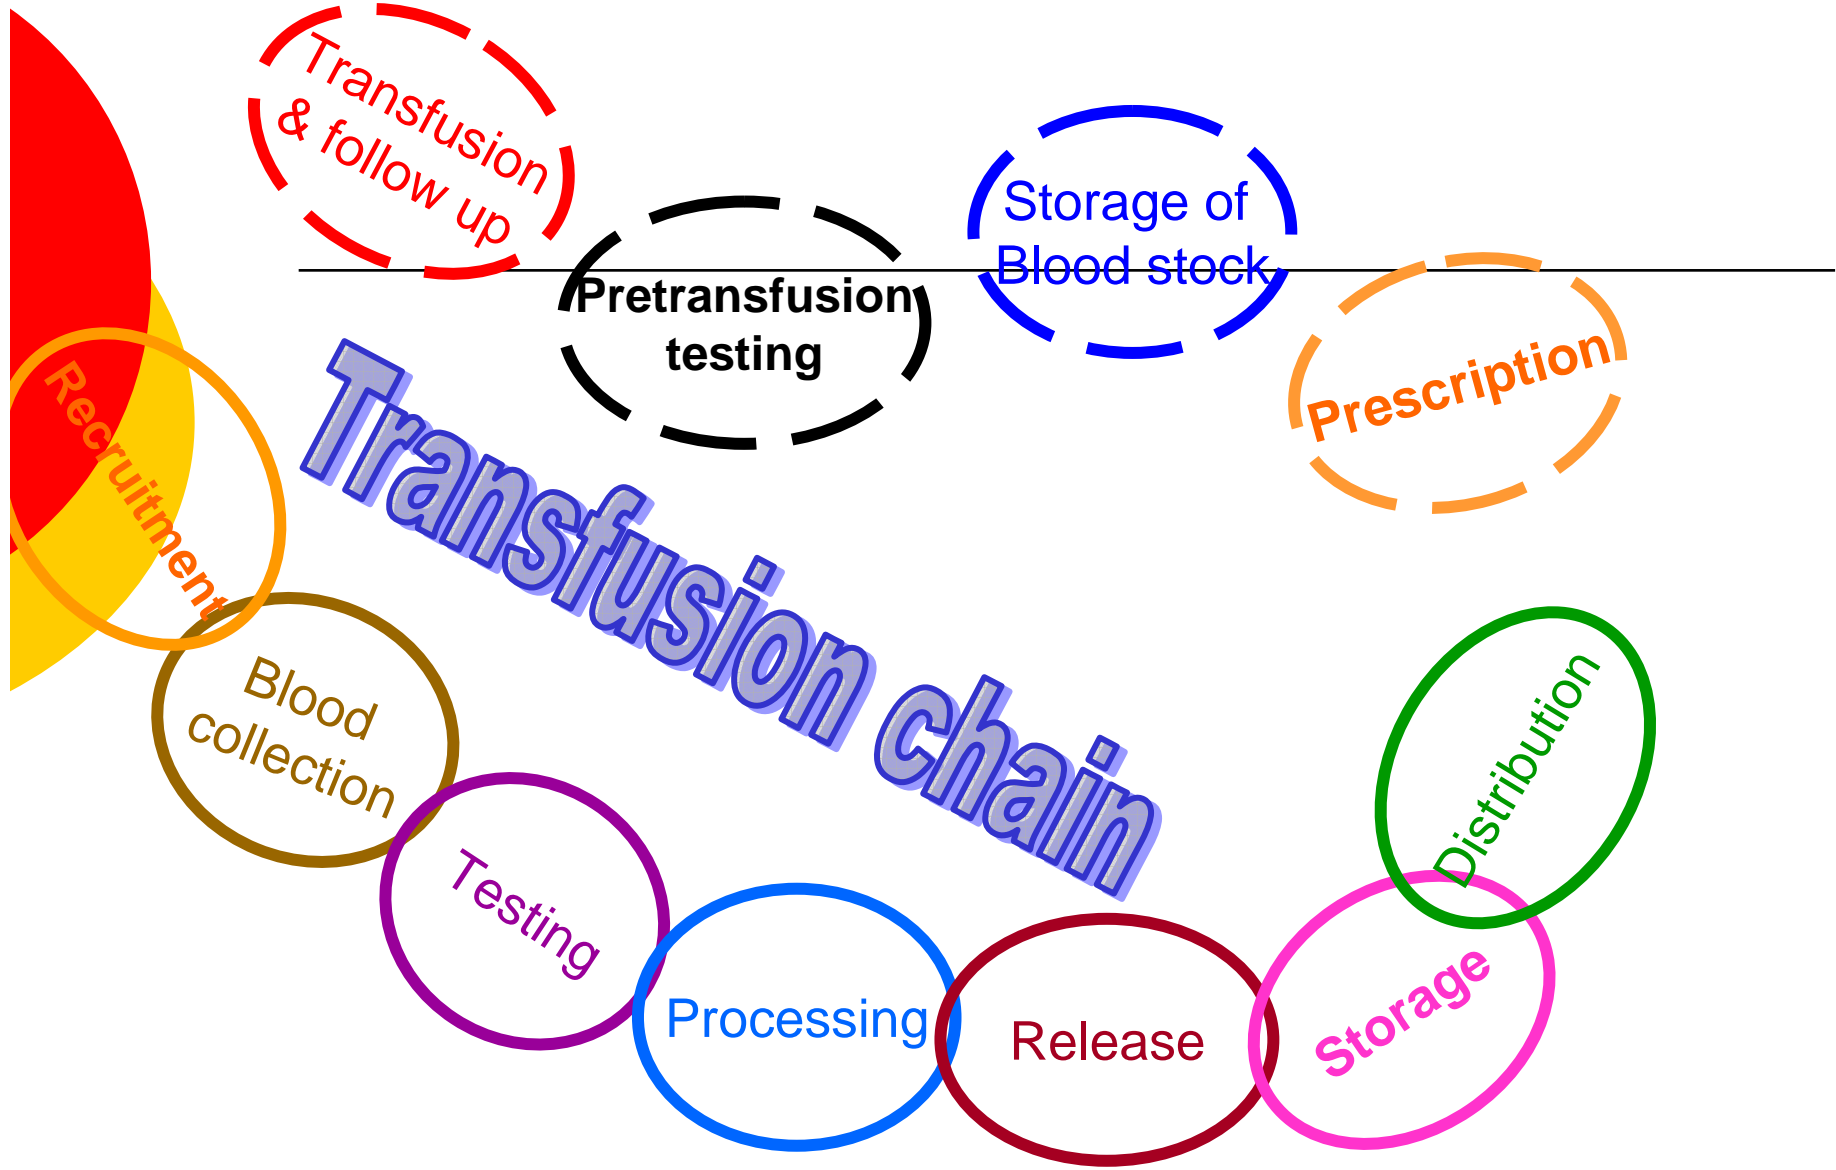 Transfusion
& follow up
Pretransfusion
testing
Storage of
Blood stock
Prescription
Transfusion chain
Recruitment
Blood
collection
Testing
Processing
Release
Storage
Distribution